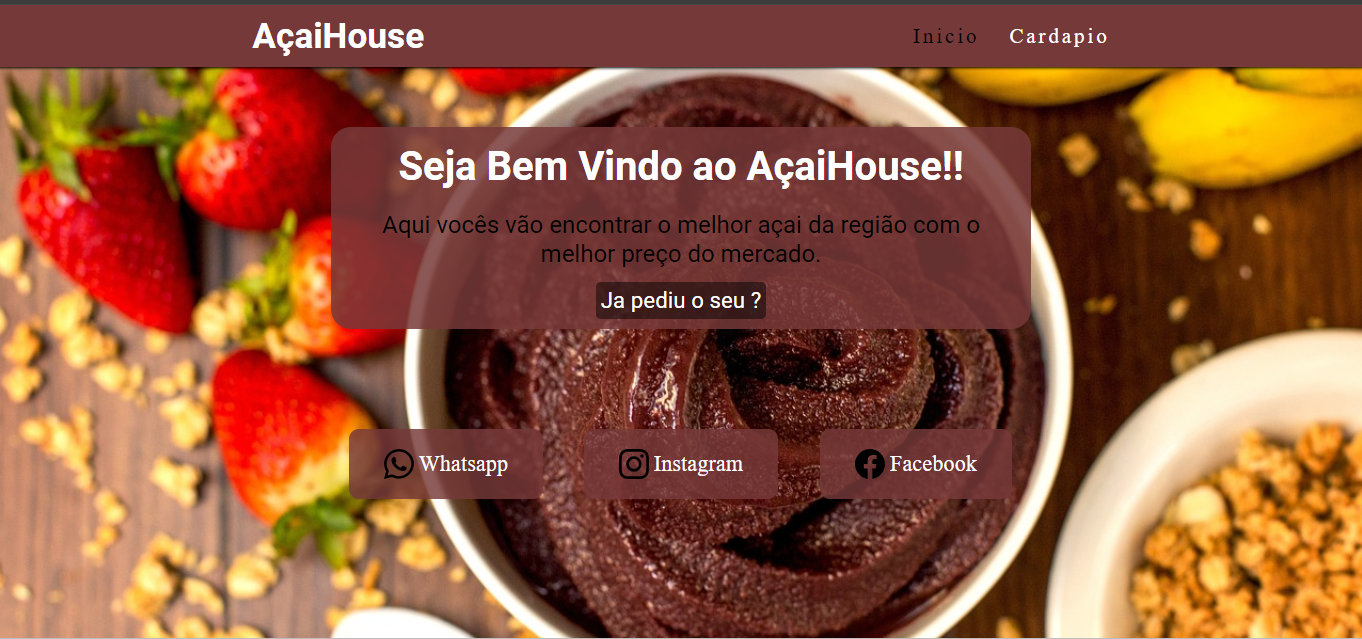 AçaiHouse
Inicio Cardapio
Seja Bem Vindo ao AçaiHouse!!
Aqui vocês vão encontrar o melhor açai da região com o
melhor preço do mercado.
Ja pediu o seu ?
Whatsapp Instagram Facebook